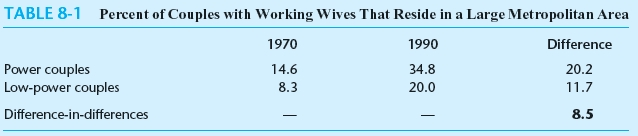 TABLE 8-1 Percent of Couples with Working Wives That Reside in a Large Metropolitan Area
1970 1990 Difference
Power couples 14.6 34.8 20.2
Low-power couples 8.3 20.0 11.7
Difference-in-differences — — 8.5